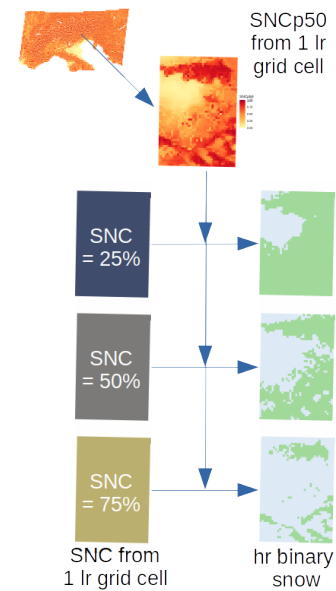 SNCp50
from 1 lr
grid cell
SNC
= 25%
SNC
= 50%
SNC
= 75%
SNC from
1 lr grid cell
hr binary
snow